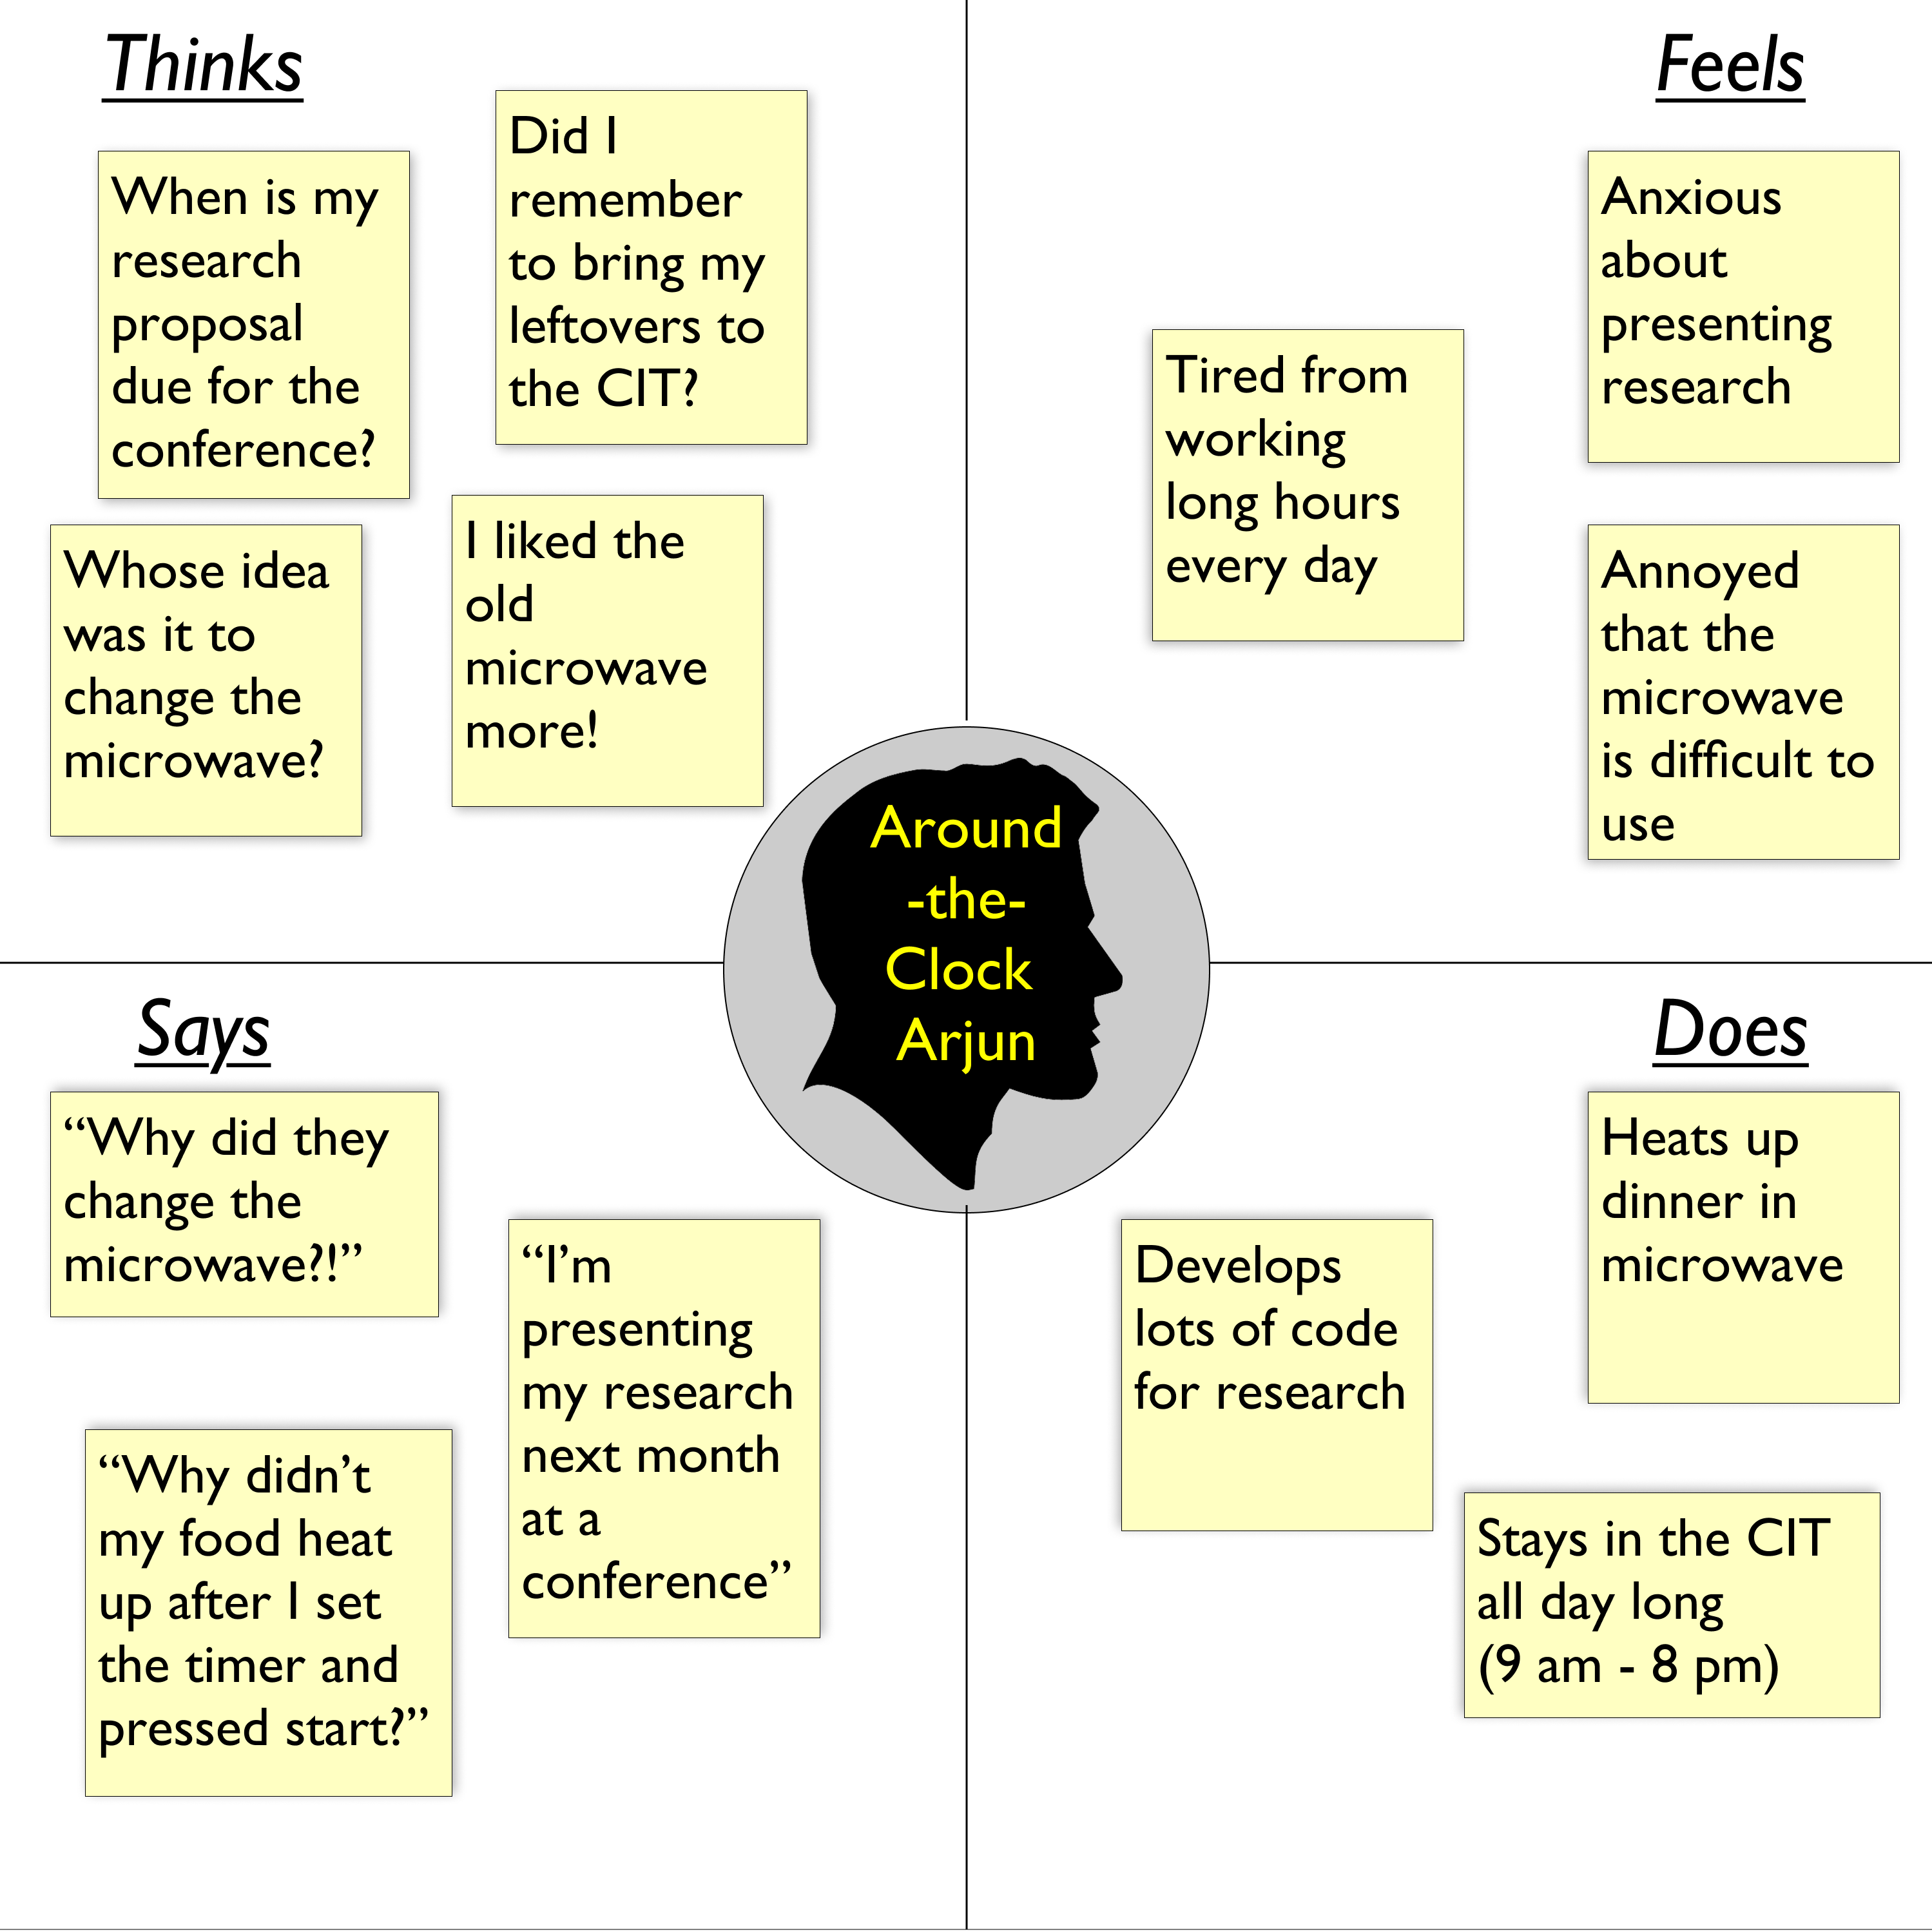 Thinks
When is my
research
proposal
due for the
conference?
Did I
remember
to bring my
leftovers to
the CIT?
Whose idea
was it to
change the
microwave?
I liked the
old
microwave
more!
Feels
Anxious
about
presenting
research
Tired from
working
long hours
every day
Annoyed
that the
microwave
is difficult to
use
Around
-the-
Clock
Arjun
Says
“Why did they
change the
microwave?!”
“I’m
presenting
my research
next month
at a
conference”
“Why didn’t
my food heat
up after I set
the timer and
pressed start?”
Does
Heats up
dinner in
microwave
Develops
lots of code
for research
Stays in the CIT
all day long
(9 am - 8 pm)